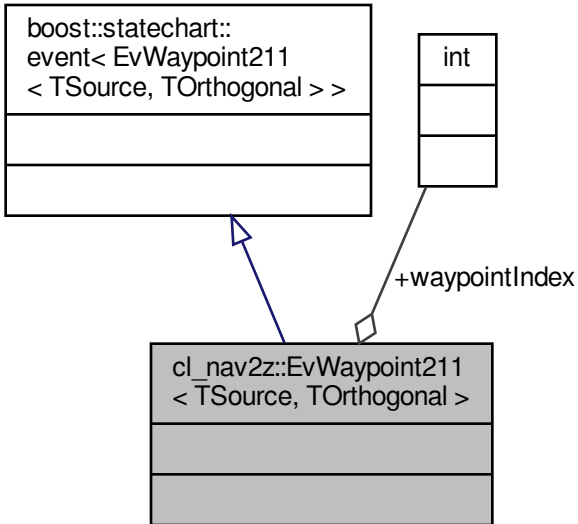 boost::statechart::
event< EvWaypoint211
< TSource, TOrthogonal > >
int
+waypointIndex
cl_nav2z::EvWaypoint211
< TSource, TOrthogonal >